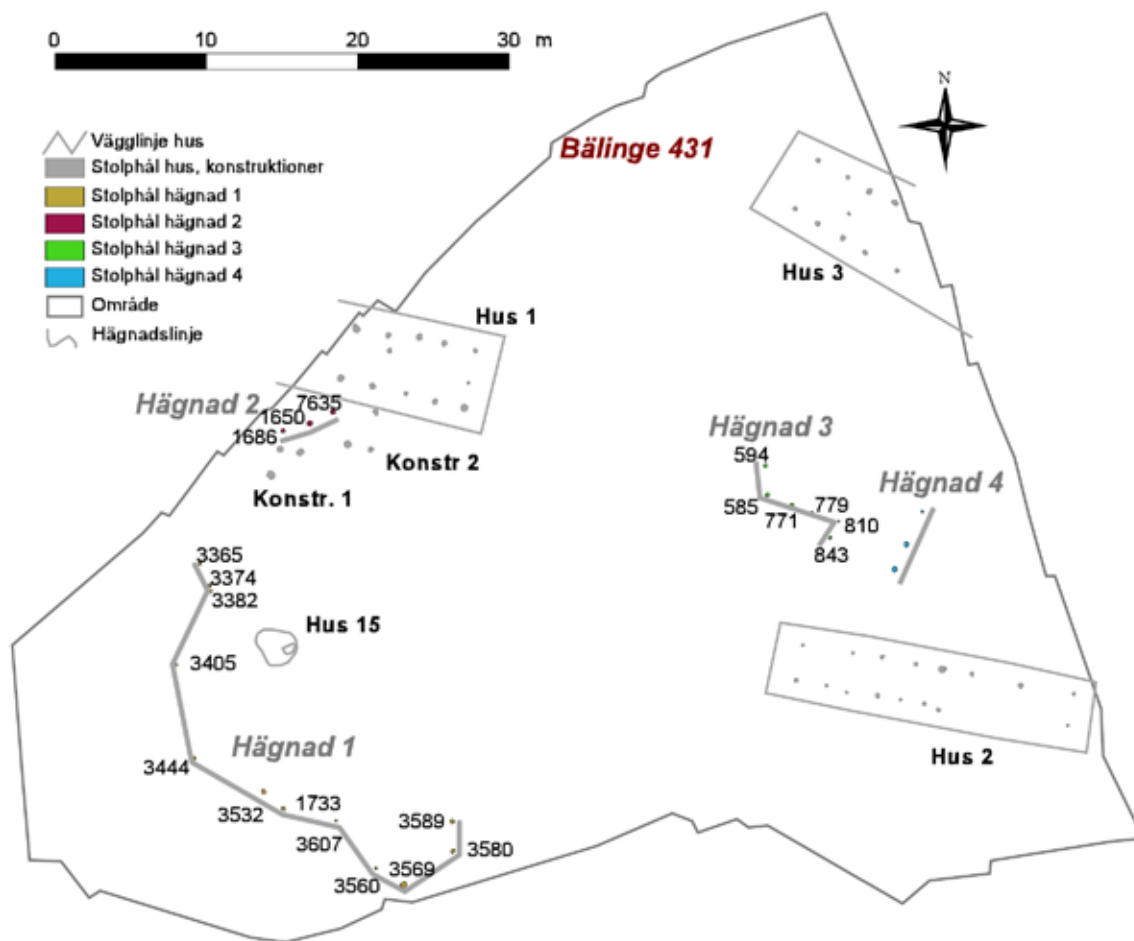 0 10 20 30 m
N
Vägglinje hus
Stolphål hus, konstruktioner
Stolphål hägnad 1
Stolphål hägnad 2
Stolphål hägnad 3
Stolphål hägnad 4
Område
Hägnadslinje
Bälinge 431
Hus 3
Hus 1
Hägnad 2
7635
1650
1686
Konstr 2
Konstr. 1
Hägnad 3
594
Hägnad 4
585
771
779
810
843
3365
3374
3382
Hus 15
3405
Hägnad 1
3444
Hus 2
3532
1733
3607
3589
3580
3569
3560